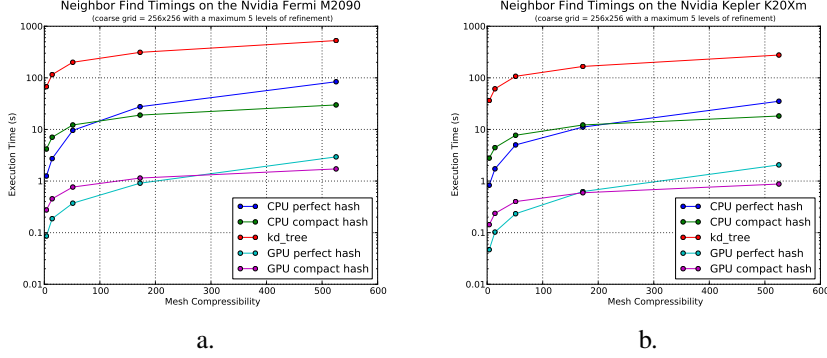 Neighbor Find Timings on the Nvidia Fermi M2090
(coarse grid = 256x256 with a maximum 5 levels of refinement)
1000
100
10
1
0.1
0.01
Execution Time (s)
CPU perfect hash
CPU compact hash
kd_tree
GPU perfect hash
GPU compact hash
0 100 200 300 400 500 600
Mesh Compressibility
a.
Neighbor Find Timings on the Nvidia Kepler K20Xm
(coarse grid = 256x256 with a maximum 5 levels of refinement)
1000
100
10
1
0.1
0.01
Execution Time (s)
CPU perfect hash
CPU compact hash
kd_tree
GPU perfect hash
GPU compact hash
0 100 200 300 400 500 600
Mesh Compressibility
b.